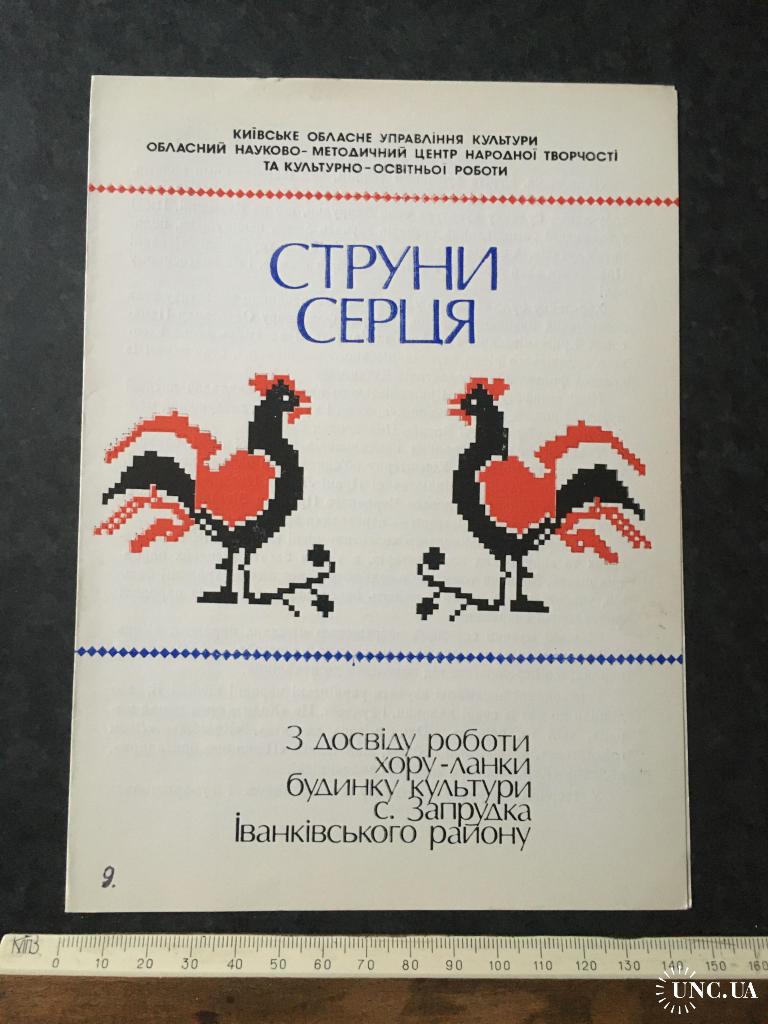 КИЇВСЬКЕ ОБЛАСНЕ УПРАВЛІННЯ КУЛЬТУРИ
ОБЛАСНИЙ НАУКОВО-МЕТОДИЧНИЙ ЦЕНТР НАРОДНОЇ ТВОРЧОСТІ
ТА КУЛЬТУРНО-ОСВІТНЬОЇ РОБОТИ
СТРУНИ
СЕРЦЯ
З досвіду роботи
хору-ланки
будинку культури
с. Запрудка
Іванківського району
9.
0 10 20 30 40 50 60 70 80 90 100 110 120 130 140 150 160
UNC.UA